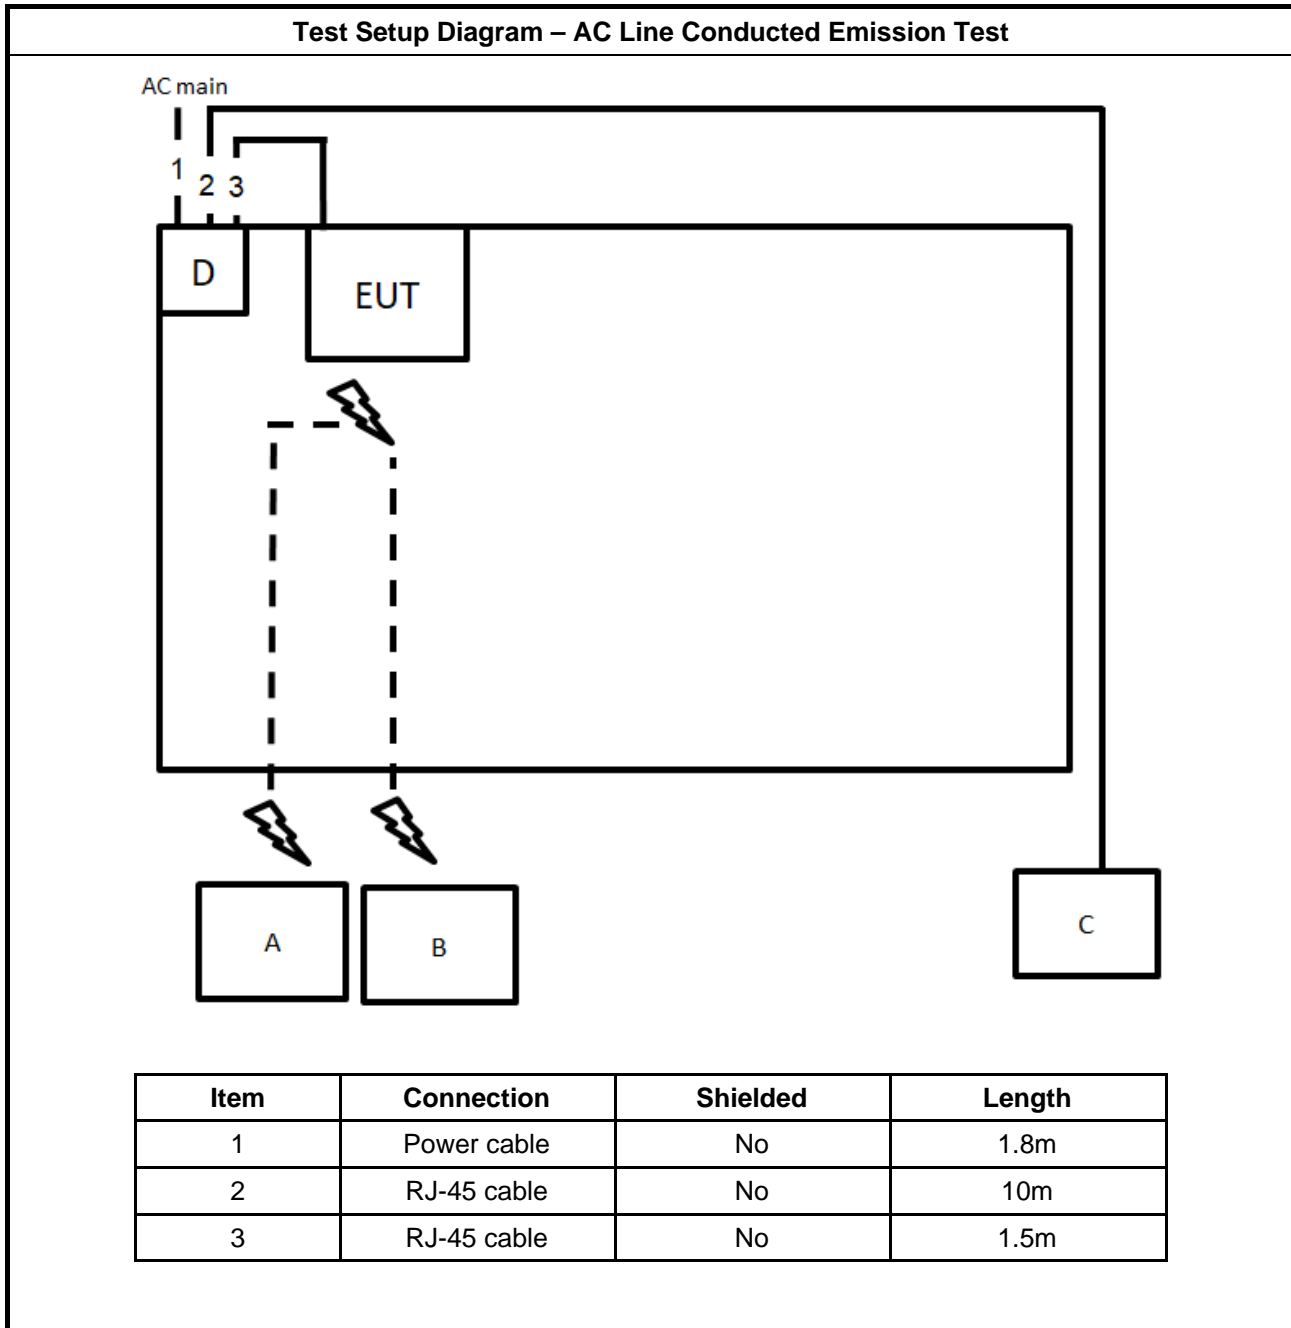 Test Setup Diagram – AC Line Conducted Emission Test
AC main
1
2 3
D
EUT
A
B
C
Item Connection Shielded Length
1 Power cable No 1.8m
2 RJ-45 cable No 10m
3 RJ-45 cable No 1.5m